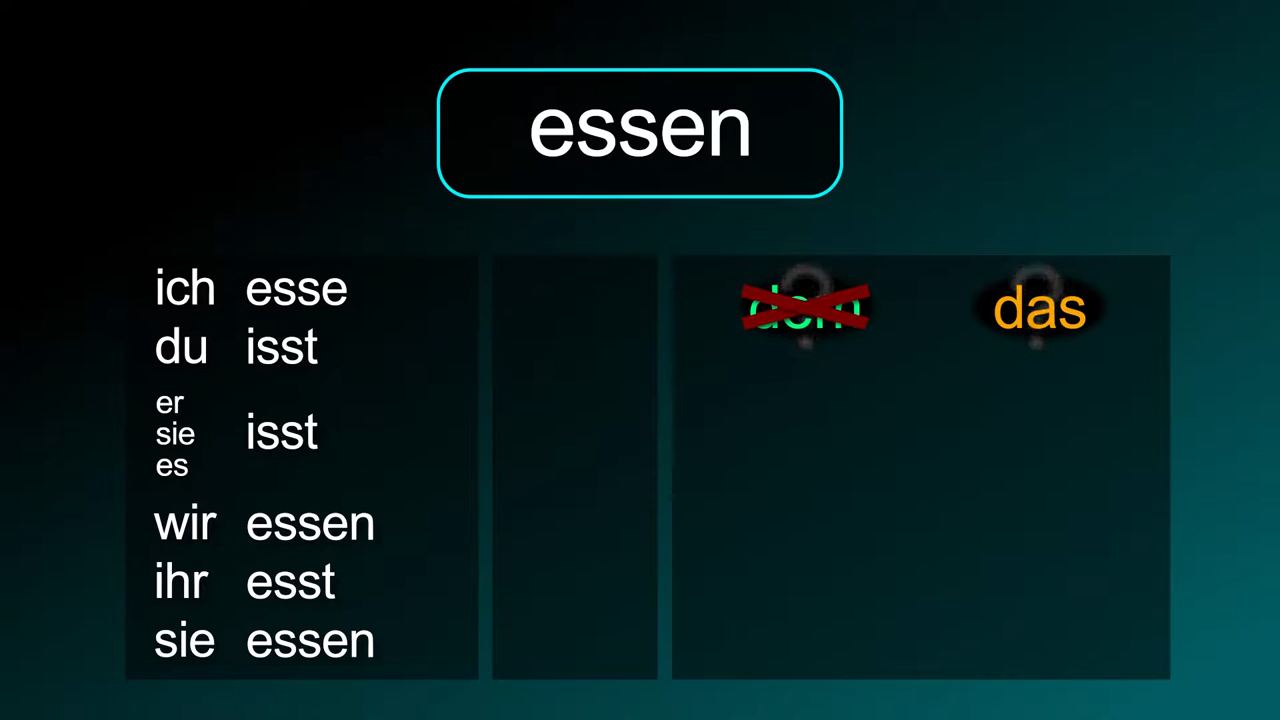 essen
ich esse
du isst
er
sie isst
es
wir essen
ihr esst
sie essen
das